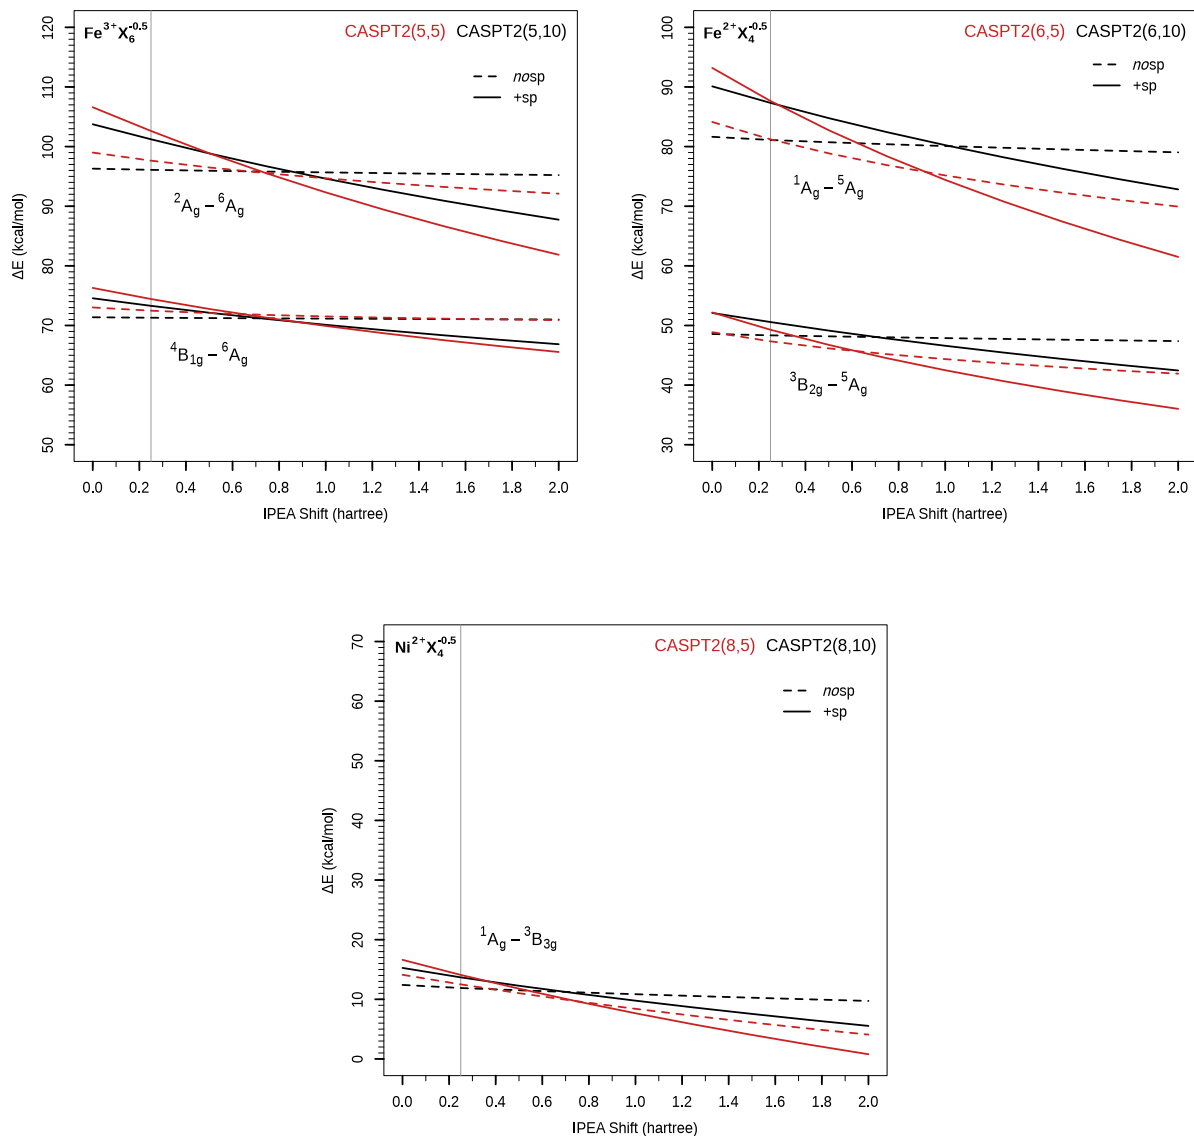 Fe³⁺X₆⁻⁰·⁵ CASPT2(5,5) CASPT2(5,10)
nosp
+sp
²Ag – ⁶Ag
⁴B₁g – ⁶Ag
ΔE (kcal/mol)
120
110
100
90
80
70
60
50
0.0 0.2 0.4 0.6 0.8 1.0 1.2 1.4 1.6 1.8 2.0
IPEA Shift (hartree)
Fe²⁺X₄⁻⁰·⁵ CASPT2(6,5) CASPT2(6,10)
nosp
+sp
¹Ag – ⁵Ag
³B₂g – ⁵Ag
ΔE (kcal/mol)
100
90
80
70
60
50
40
30
0.0 0.2 0.4 0.6 0.8 1.0 1.2 1.4 1.6 1.8 2.0
IPEA Shift (hartree)
Ni²⁺X₄⁻⁰·⁵ CASPT2(8,5) CASPT2(8,10)
nosp
+sp
¹Ag – ³B₃g
ΔE (kcal/mol)
70
60
50
40
30
20
10
0
0.0 0.2 0.4 0.6 0.8 1.0 1.2 1.4 1.6 1.8 2.0
IPEA Shift (hartree)